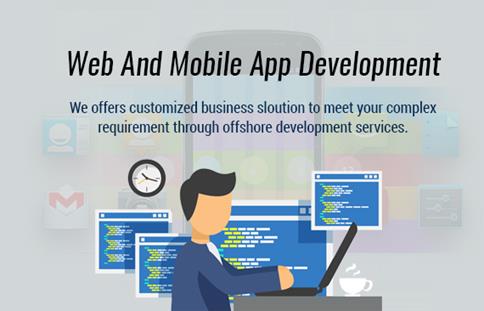 Web And Mobile App Development
We offers customized business sloution to meet your complex
requirement through offshore development services.